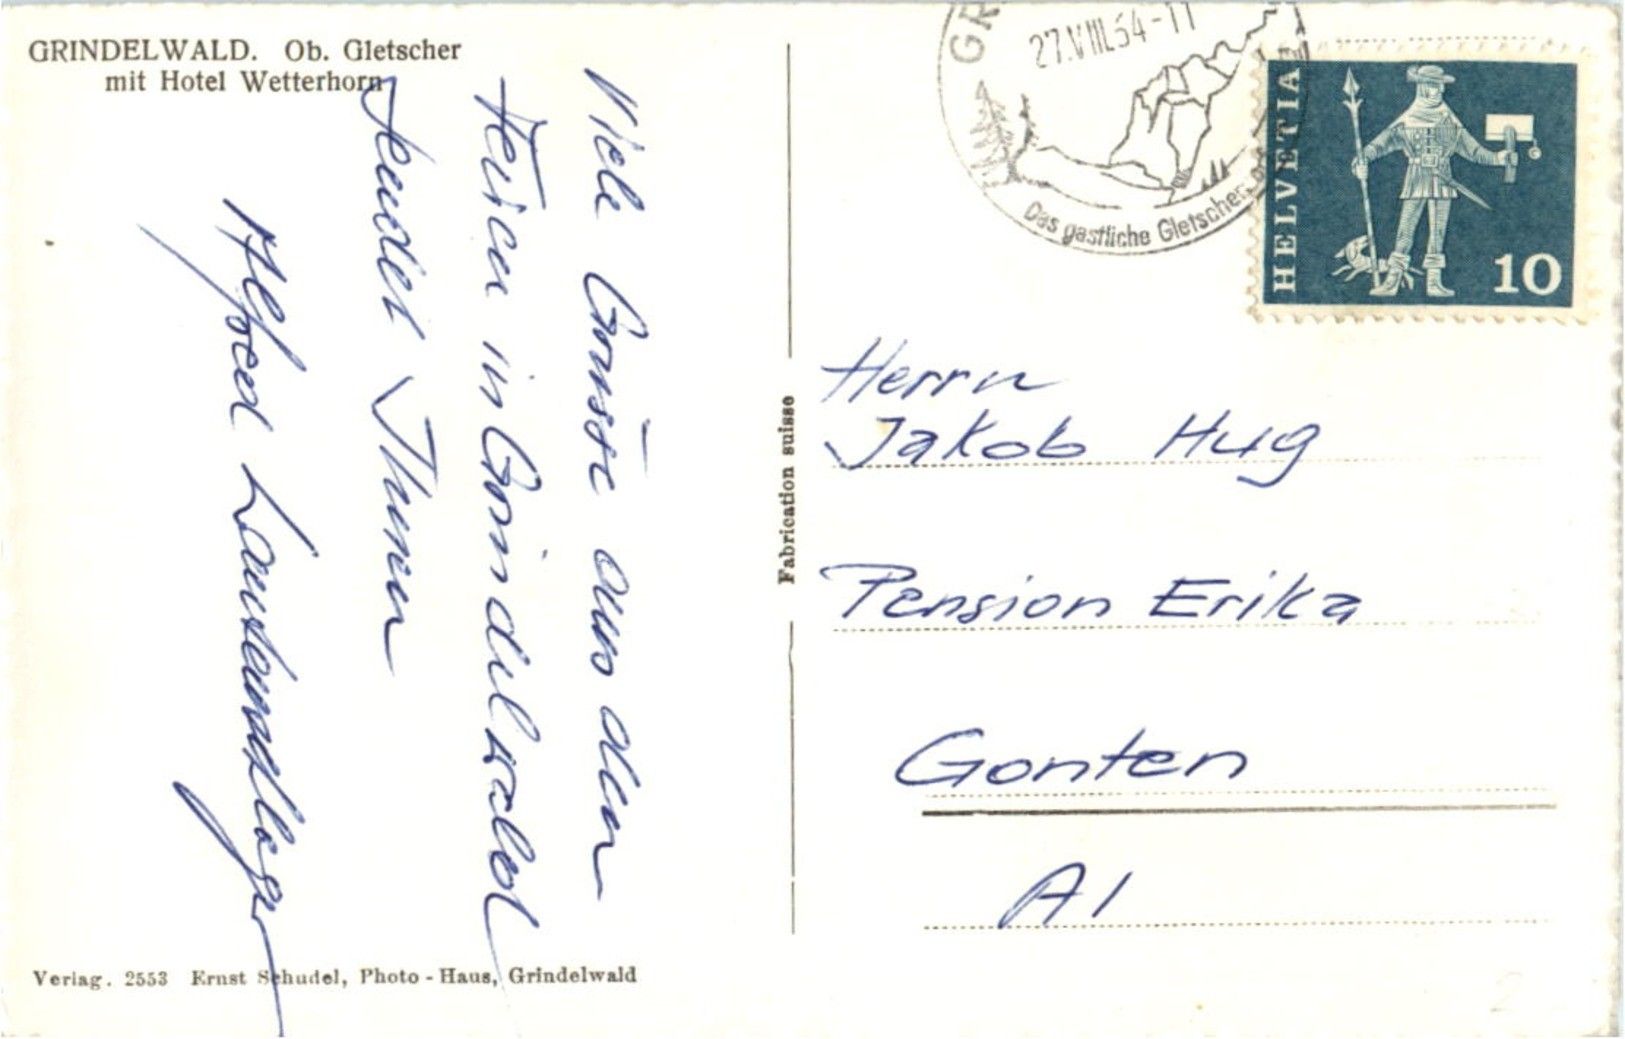 GRINDELWALD. Ob. Gletscher
mit Hotel Wetterhorn
Viele Grüsse aus den
Ferien in Grindelwald
sendet Ihnen
Alfred
Verlag. 2553 Ernst Schudel, Photo-Haus, Grindelwald
Fabrication suisse
GR
27.VIII.64-11
Das gastliche Gletscher
HELVETIA
10
Herrn
Jakob Hug
Pension Erika
Gonten
AI